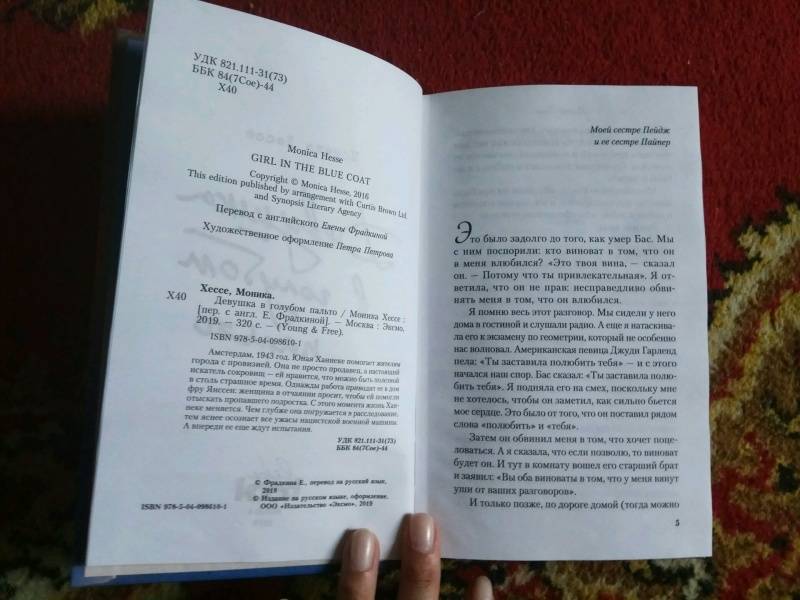 УДК 821.111-31(73)
ББК 84(7Сое)-44
Х40
Monica Hesse
GIRL IN THE BLUE COAT
Copyright © Monica Hesse, 2016
This edition published by arrangement with Curtis Brown Ltd.
and Synopsis Literary Agency
Перевод с английского Елены Фрадкиной
Художественное оформление Петра Петрова
Хессе, Моника.
Х40 Девушка в голубом пальто / Моника Хессе :
[пер. с англ. Е. Фрадкиной]. — Москва : Эксмо,
2019. — 320 с. — (Young & Free).
ISBN 978-5-04-098610-1
Амстердам, 1943 год. Юная Ханнеке помогает жителям
города с провизией. Она не просто продавец, а настоящий
искатель сокровищ — ей нравится, что можно быть полезной
в столь страшное время. Однажды работа приводит ее в дом
фру Янссен: женщина в отчаянии просит, чтобы ей помогли
отыскать пропавшего подростка. С этого момента жизнь Хан-
неке меняется. Чем глубже она погружается в расследование,
тем яснее осознает все ужасы нацистской военной машины.
А впереди ее еще ждут испытания.
УДК 821.111-31(73)
ББК 84(7Сое)-44
© Фрадкина Е., перевод на русский язык,
2019
© Издание на русском языке, оформление.
ООО «Издательство «Эксмо», 2019
ISBN 978-5-04-098610-1
Моей сестре Пейдж
и ее сестре Пайпер
Это было задолго до того, как умер Бас. Мы
с ним поспорили: кто виноват в том, что он
в меня влюбился? «Это твоя вина, — сказал
он. — Потому что ты привлекательная». Я от-
ветила, что он не прав: несправедливо обви-
нять меня в том, что он влюбился.
Я помню весь этот разговор. Мы сидели у него
дома в гостиной и слушали радио. А еще я натаскива-
ла его к экзамену по геометрии, который не особенно
нас волновал. Американская певица Джуди Гарленд
пела: «Ты заставила полюбить тебя» — и с этого
начался наш спор. Бас сказал: «Ты заставила полю-
бить тебя». Я подняла его на смех, поскольку мне
не хотелось, чтобы он заметил, как сильно бьется
мое сердце. Это было от того, что он поставил рядом
слова «полюбить» и «тебя».
Затем он обвинил меня в том, что хочет поце-
ловаться. А я сказала, что если позволю, то виноват
будет он. И тут в комнату вошел его старший брат
и заявил: «Вы оба виноваты в том, что у меня вянут
уши от ваших разговоров».
И только позже, по дороге домой (тогда можно
5